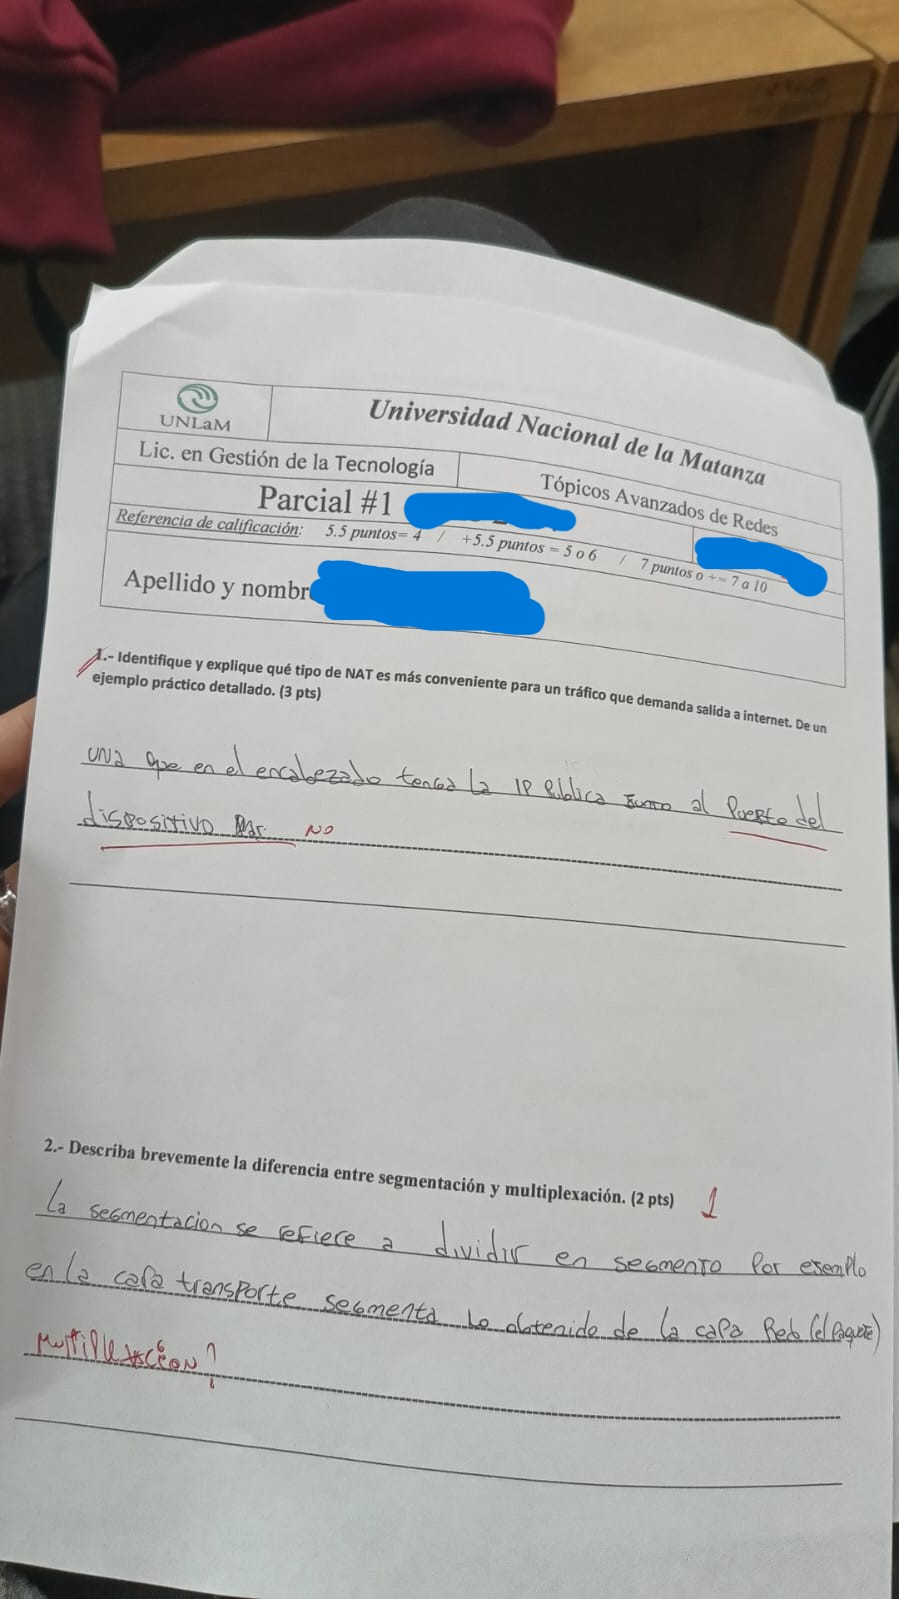 UNLaM
Universidad Nacional de la Matanza
Lic. en Gestión de la Tecnología
Tópicos Avanzados de Redes
Parcial #1
Referencia de calificación: 5.5 puntos= 4 / +5.5 puntos = 5 o 6 / 7 puntos o += 7 a 10
Apellido y nombr
1.- Identifique y explique qué tipo de NAT es más conveniente para un tráfico que demanda salida a internet. De un
ejemplo práctico detallado. (3 pts)
una que en el encabezado tenga la IP Pública junto al Puerto del
dispositivo NO
2.- Describa brevemente la diferencia entre segmentación y multiplexación. (2 pts) 1
La segmentacion se refiere a dividir en segmento Por esemplo
en la capa transporte segmenta lo obtenido de la capa Red (el Paquete)
Multiplexación?